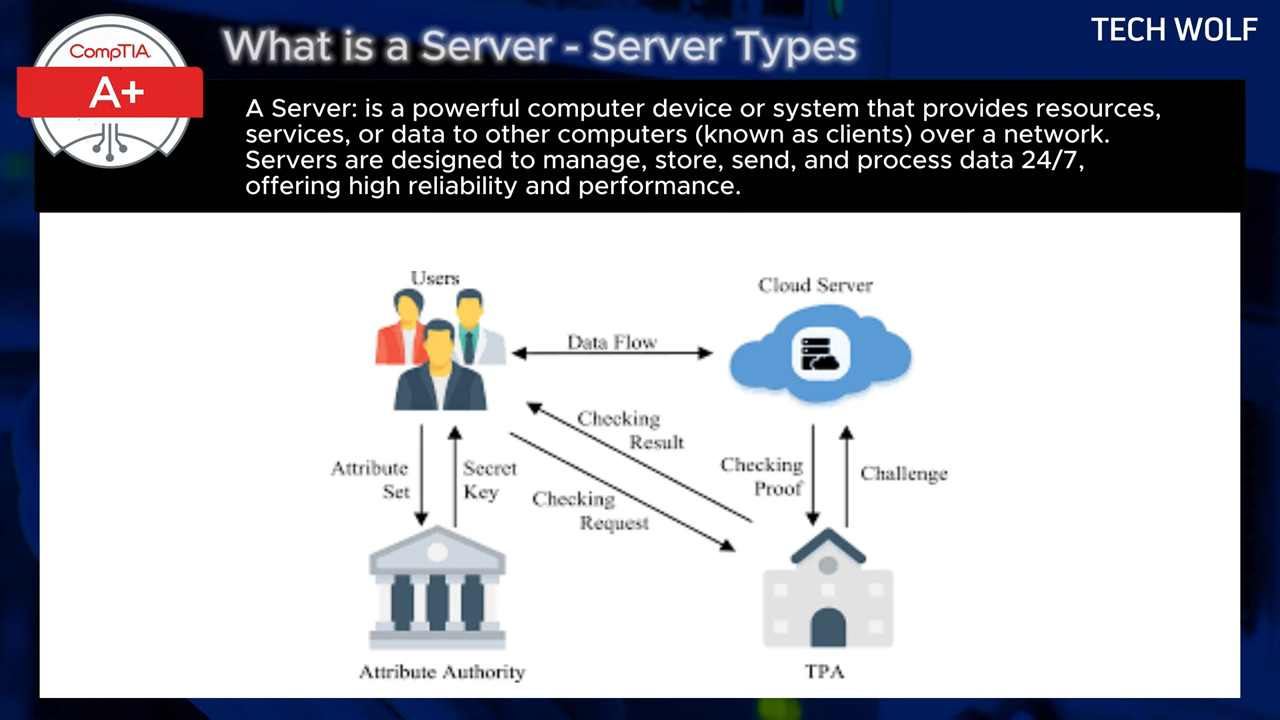 CompTIA.
A+
What is a Server - Server Types
TECH WOLF
A Server: is a powerful computer device or system that provides resources,
services, or data to other computers (known as clients) over a network.
Servers are designed to manage, store, send, and process data 24/7,
offering high reliability and performance.
Users
Cloud Server
Data Flow
Checking
Result
Attribute
Set
Secret
Key
Checking
Request
Checking
Proof
Challenge
Attribute Authority
TPA